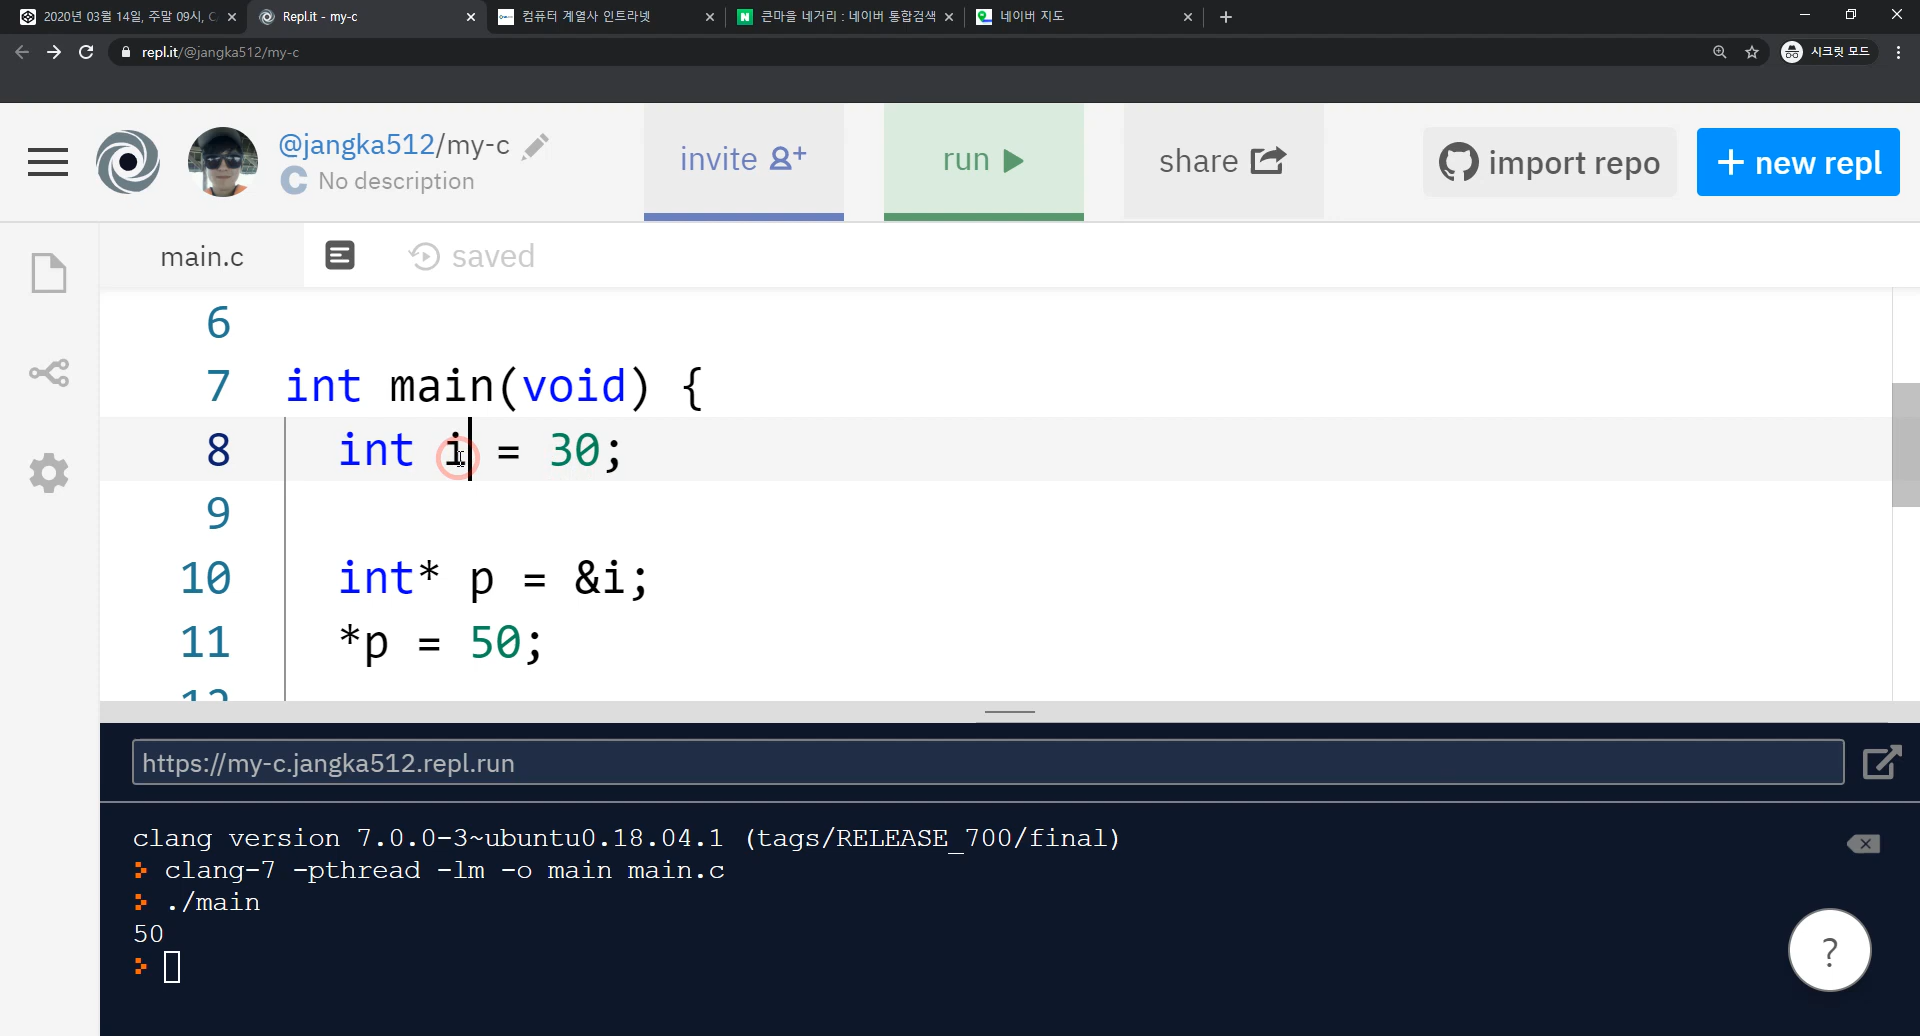 2020년 03월 14일, 주말 09시, C
Repl.it - my-c
컴퓨터 계열사 인트라넷
큰마을 네거리 : 네이버 통합검색
네이버 지도
repl.it/@jangka512/my-c
시크릿 모드
@jangka512/my-c
No description
invite
run
share
import repo
+ new repl
main.c
saved
6
7 int main(void) {
8 int i = 30;
9
10 int* p = &i;
11 *p = 50;
12
https://my-c.jangka512.repl.run
clang version 7.0.0-3~ubuntu0.18.04.1 (tags/RELEASE_700/final)
clang-7 -pthread -lm -o main main.c
./main
50
?